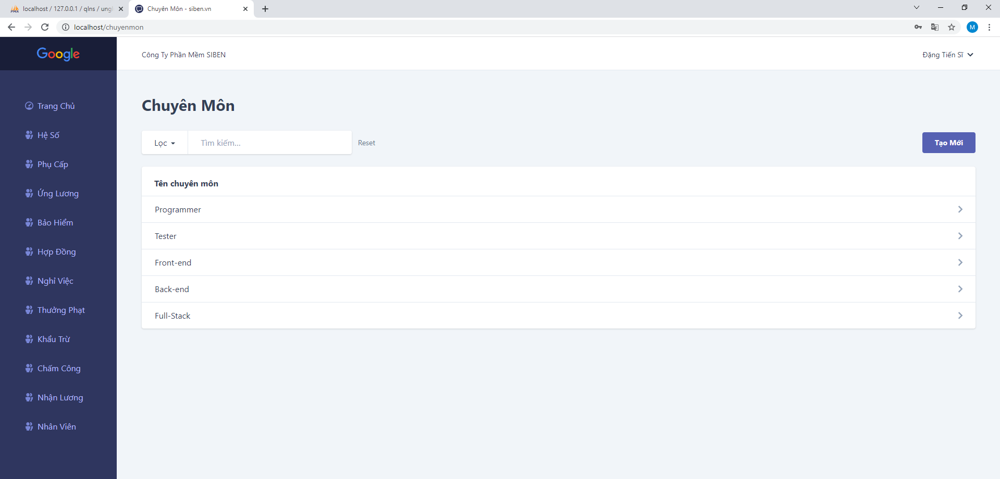 localhost / 127.0.0.1 / qlns / ung
Chuyên Môn - siben.vn
localhost/chuyenmon
M
Google
Công Ty Phần Mềm SIBEN
Đặng Tiến Sĩ
Trang Chủ
Hệ Số
Phụ Cấp
Ứng Lương
Bảo Hiểm
Hợp Đồng
Nghỉ Việc
Thưởng Phạt
Khẩu Trừ
Chấm Công
Nhận Lương
Nhân Viên
Chuyên Môn
Lọc
Tìm kiếm...
Reset
Tạo Mới
Tên chuyên môn
Programmer
Tester
Front-end
Back-end
Full-Stack